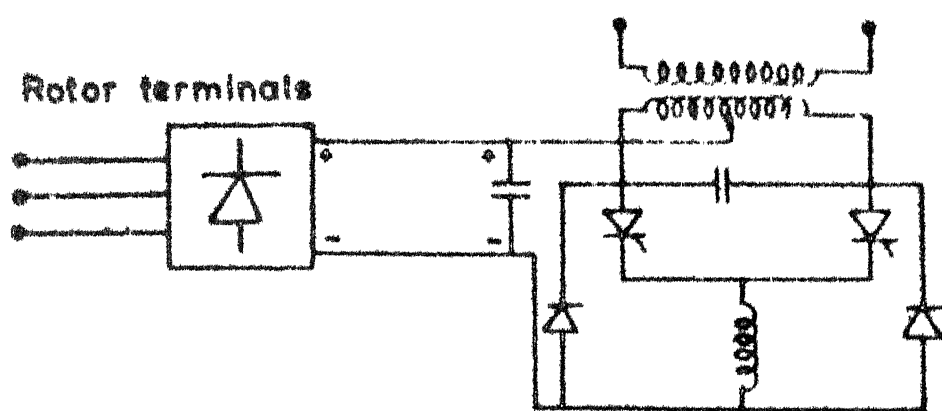 Rotor terminals
+ +
- -